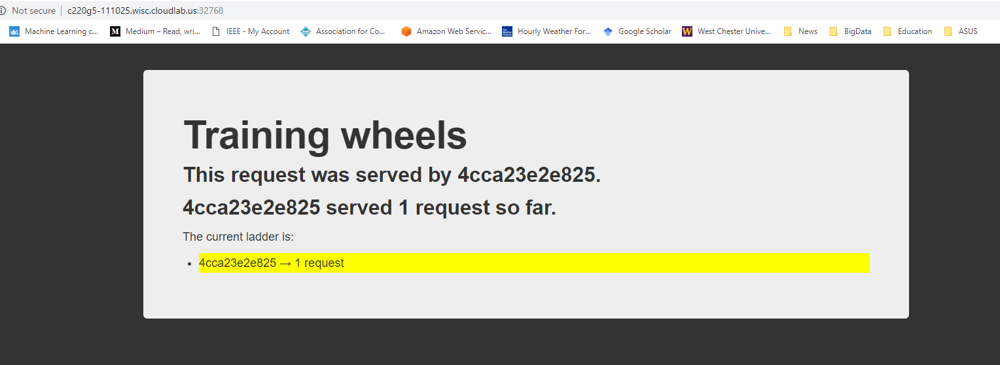 Not secure c220g5-111025.wisc.cloudlab.us:32768
Machine Learning c... M Medium – Read, wri... IEEE - My Account Association for Co... Amazon Web Servic... Hourly Weather For... Google Scholar W West Chester Unive... News BigData Education ASUS
Training wheels
This request was served by 4cca23e2e825.
4cca23e2e825 served 1 request so far.
The current ladder is:
• 4cca23e2e825 → 1 request